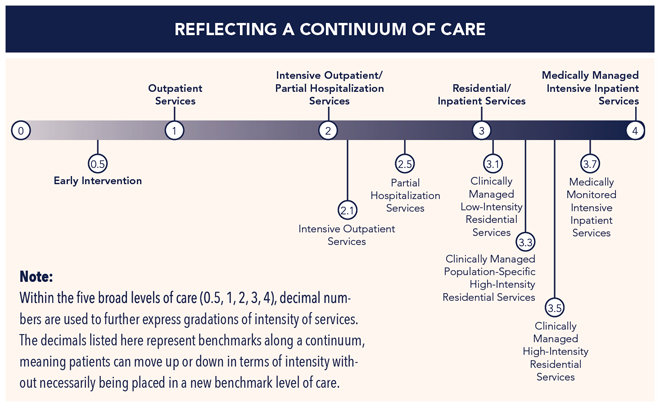 REFLECTING A CONTINUUM OF CARE
Outpatient
Services
Intensive Outpatient/
Partial Hospitalization
Services
Residential/
Inpatient Services
Medically Managed
Intensive Inpatient
Services
0
1
2
3
4
0.5
Early Intervention
2.1
Intensive Outpatient
Services
2.5
Partial
Hospitalization
Services
3.1
Clinically
Managed
Low-Intensity
Residential
Services
3.3
Clinically Managed
Population-Specific
High-Intensity
Residential Services
3.5
Clinically
Managed
High-Intensity
Residential
Services
3.7
Medically
Monitored
Intensive
Inpatient
Services
Note:
Within the five broad levels of care (0.5, 1, 2, 3, 4), decimal num-
bers are used to further express gradations of intensity of services.
The decimals listed here represent benchmarks along a continuum,
meaning patients can move up or down in terms of intensity with-
out necessarily being placed in a new benchmark level of care.